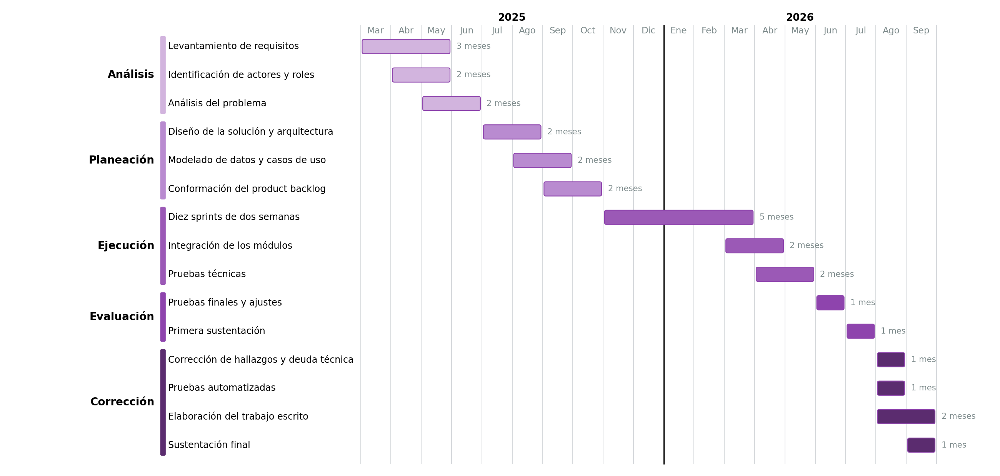 2025 2026
Mar Abr May Jun Jul Ago Sep Oct Nov Dic Ene Feb Mar Abr May Jun Jul Ago Sep
Análisis
Levantamiento de requisitos 3 meses
Identificación de actores y roles 2 meses
Análisis del problema 2 meses
Planeación
Diseño de la solución y arquitectura 2 meses
Modelado de datos y casos de uso 2 meses
Conformación del product backlog 2 meses
Ejecución
Diez sprints de dos semanas 5 meses
Integración de los módulos 2 meses
Pruebas técnicas 2 meses
Evaluación
Pruebas finales y ajustes 1 mes
Primera sustentación 1 mes
Corrección
Corrección de hallazgos y deuda técnica 1 mes
Pruebas automatizadas 1 mes
Elaboración del trabajo escrito 2 meses
Sustentación final 1 mes